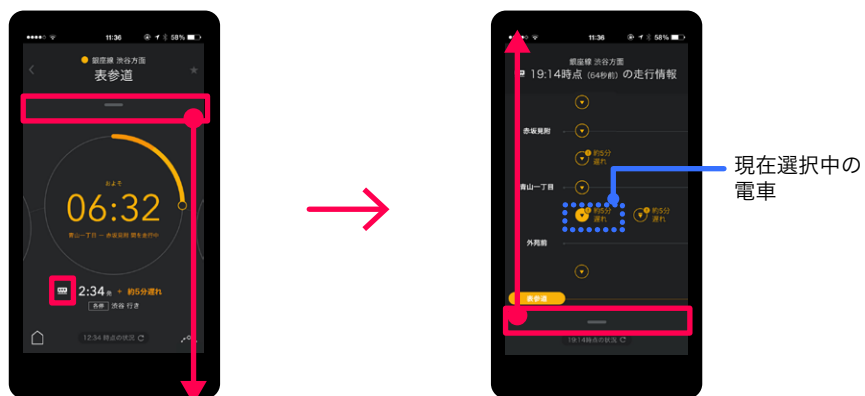 11:36
58%
銀座線 渋谷方面
表参道
およそ
06:32
青山一丁目 ― 赤坂見附 間を走行中
2:34発 + 約5分遅れ
各停 渋谷 行き
12:34 時点の状況
11:36
58%
銀座線 渋谷方面
19:14時点 (64秒前) の走行情報
赤坂見附
約5分
遅れ
青山一丁目
約5分
遅れ
約5分
遅れ
外苑前
表参道
19:14時点の状況
現在選択中の
電車